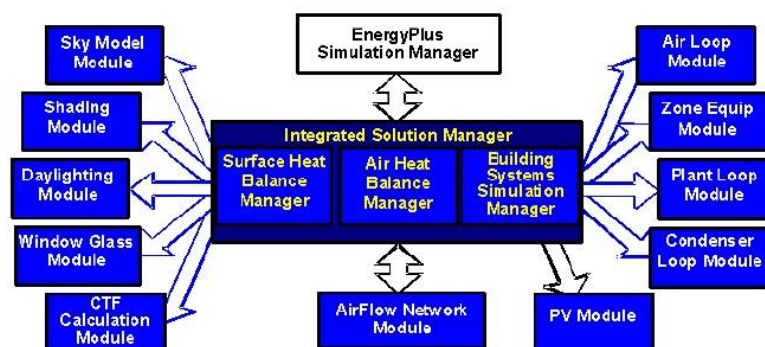 EnergyPlus
Simulation Manager
Sky Model
Module
Air Loop
Module
Shading
Module
Zone Equip
Module
Integrated Solution Manager
Surface Heat
Balance
Manager
Air Heat
Balance
Manager
Building
Systems
Simulation
Manager
Daylighting
Module
Plant Loop
Module
Window Glass
Module
Condenser
Loop Module
CTF
Calculation
Module
AirFlow Network
Module
PV Module